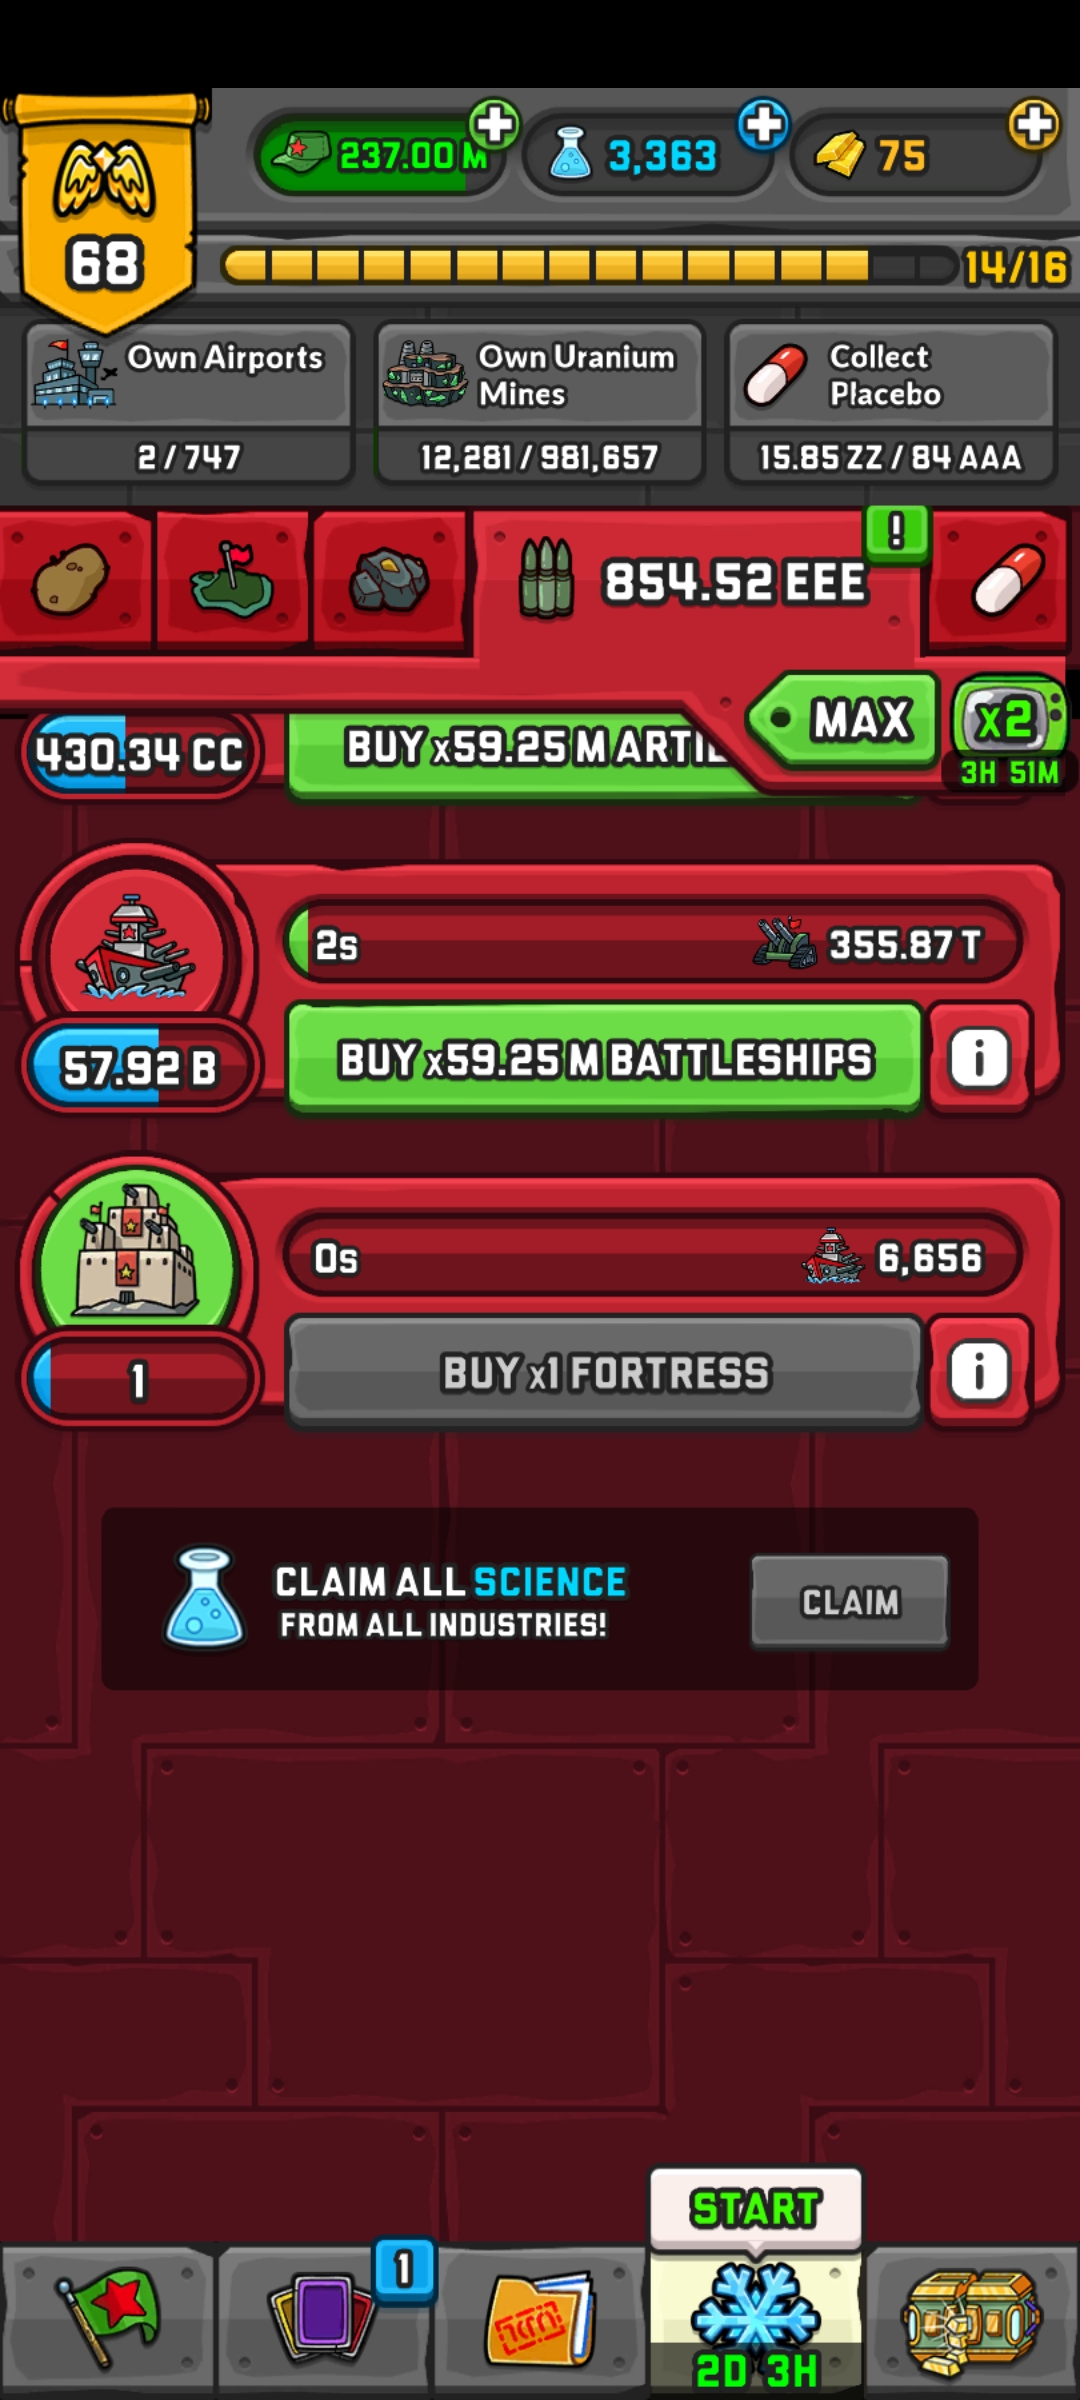 237.00 M
3,363
75
68
14/16
Own Airports
2 / 747
Own Uranium
Mines
12,281 / 981,657
Collect
Placebo
15.85 ZZ / 84 AAA
854.52 EEE
!
MAX
x2
3H 51M
430.34 CC
BUY x59.25 M ARTIL
2s
355.87 T
57.92 B
BUY x59.25 M BATTLESHIPS
i
0s
6,656
1
BUY x1 FORTRESS
i
CLAIM ALL SCIENCE
FROM ALL INDUSTRIES!
CLAIM
START
1
2D 3H